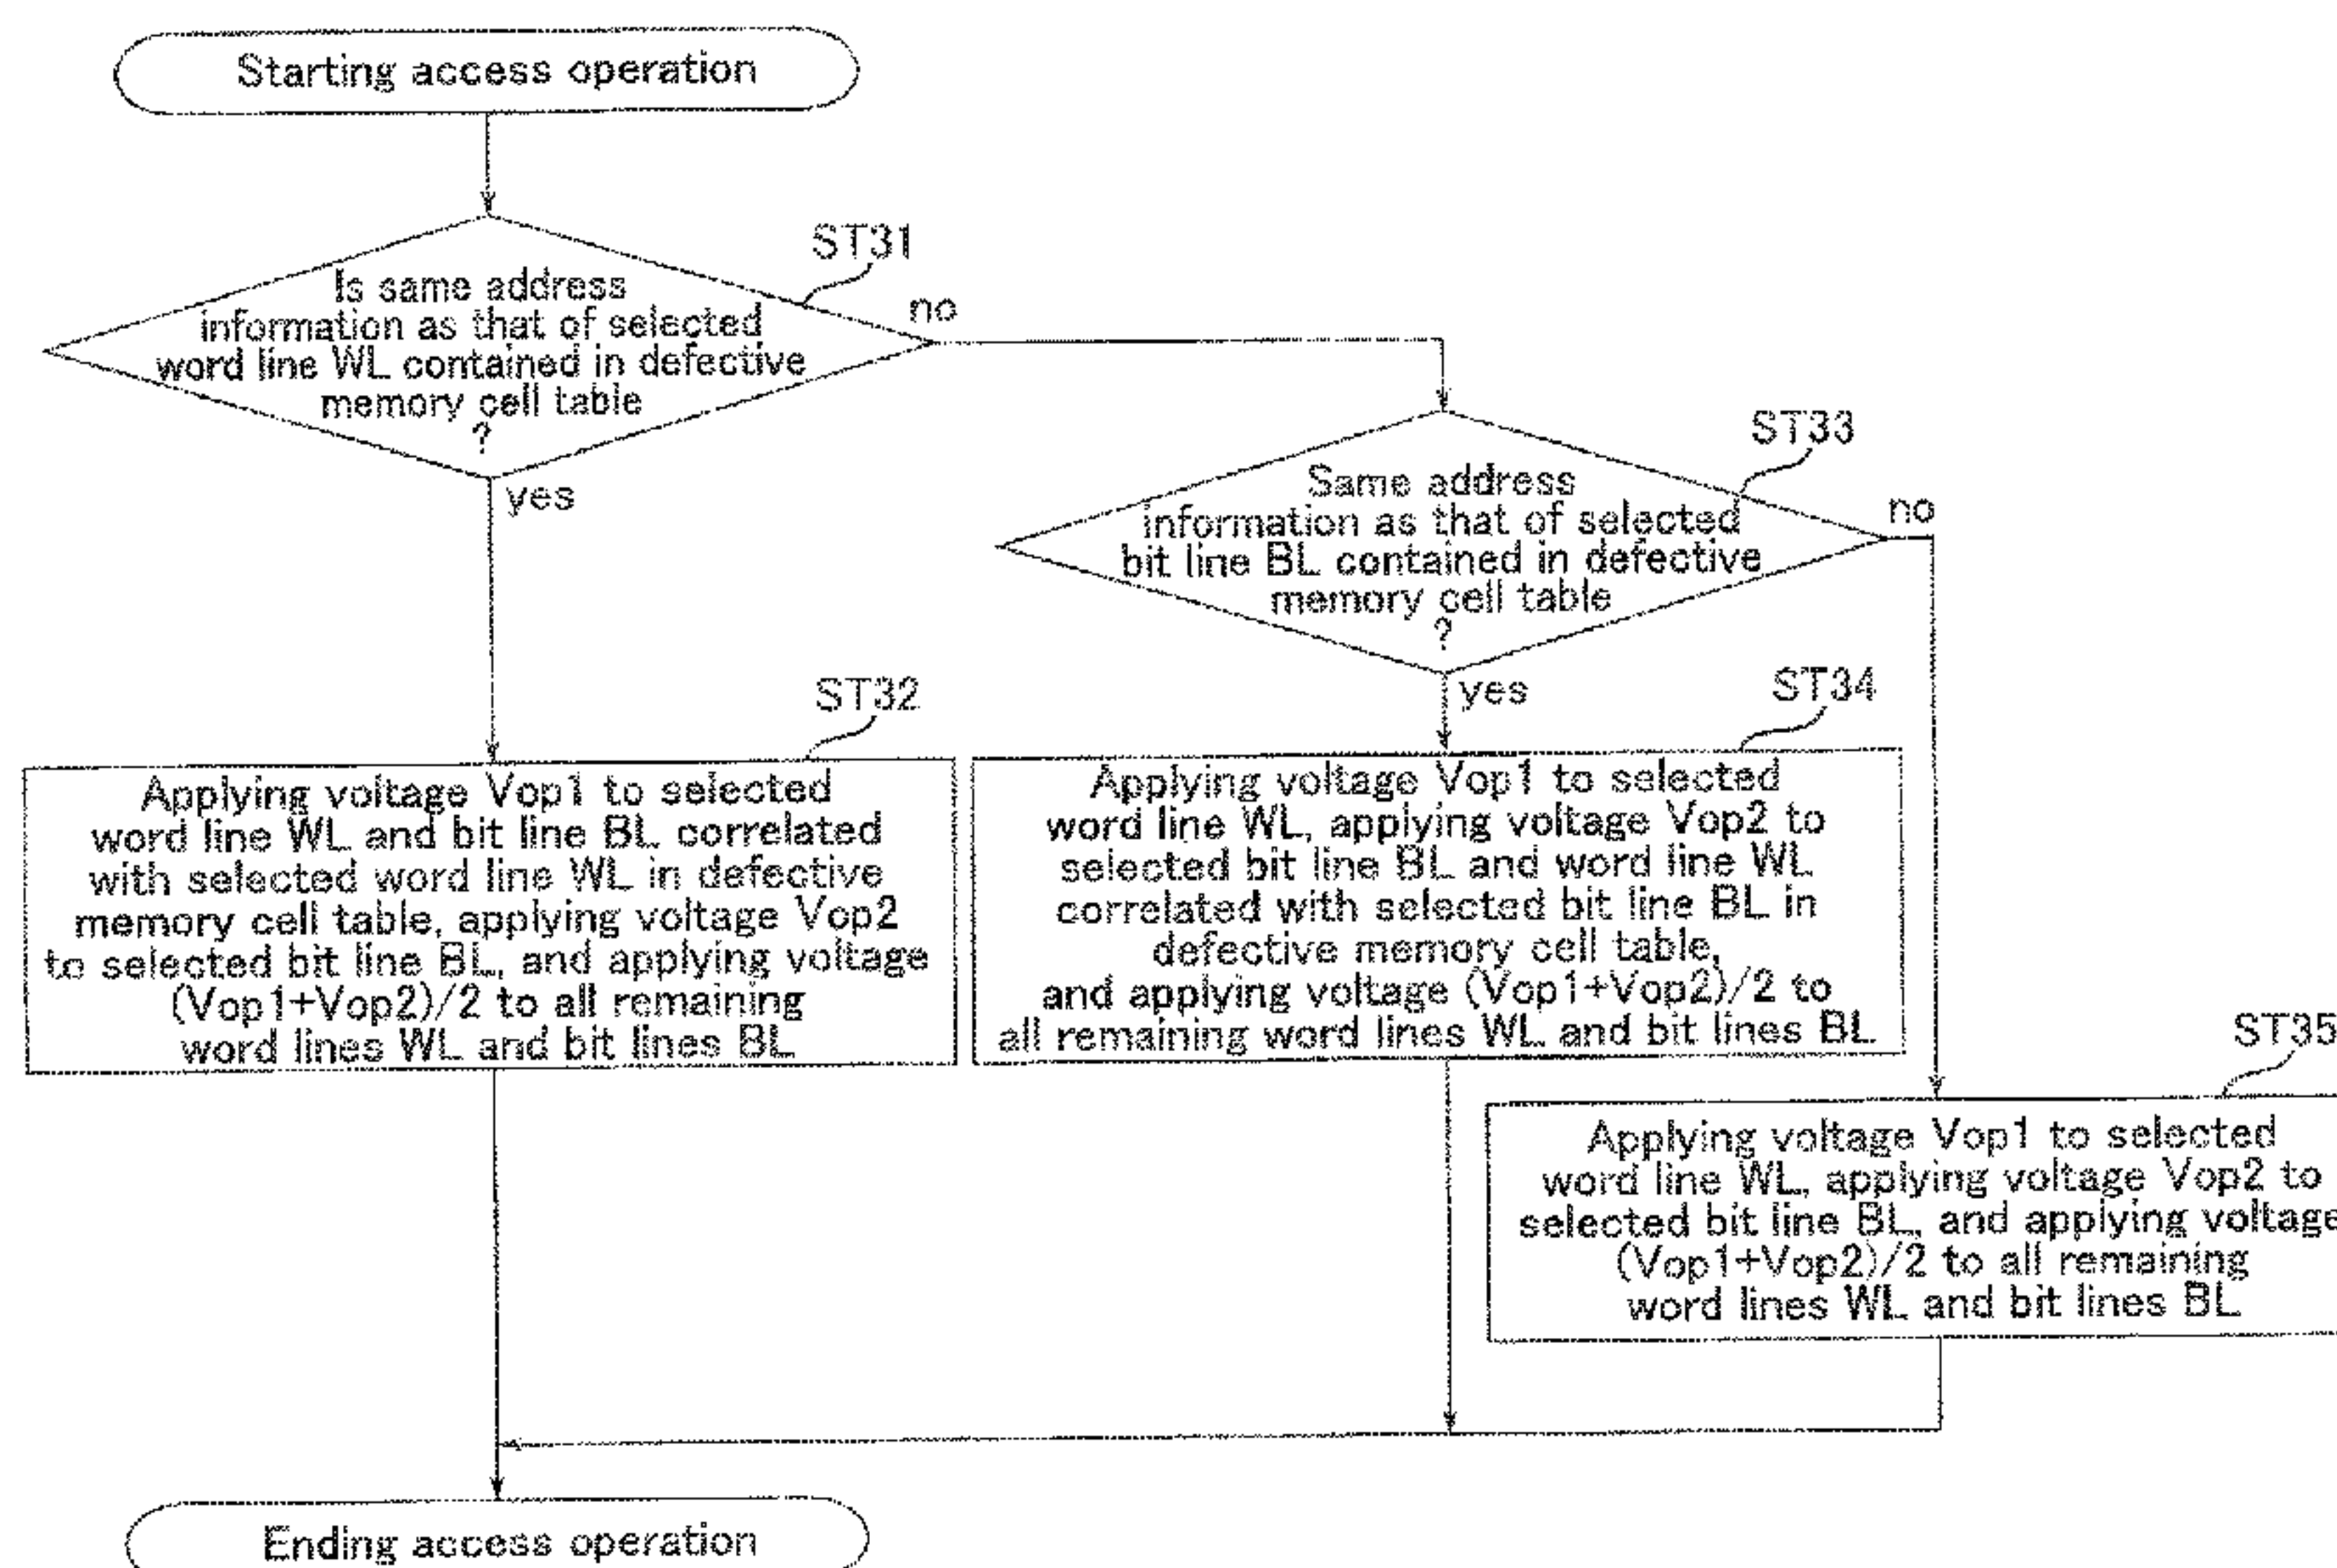 Starting access operation
ST31
Is same address
information as that of selected
word line WL contained in defective
memory cell table
?
no
yes
ST33
Same address
information as that of selected
bit line BL contained in defective
memory cell table
?
no
yes
ST32
Applying voltage Vop1 to selected
word line WL and bit line BL correlated
with selected word line WL in defective
memory cell table, applying voltage Vop2
to selected bit line BL, and applying voltage
(Vop1+Vop2)/2 to all remaining
word lines WL and bit lines BL
ST34
Applying voltage Vop1 to selected
word line WL, applying voltage Vop2 to
selected bit line BL and word line WL
correlated with selected bit line BL in
defective memory cell table,
and applying voltage (Vop1+Vop2)/2 to
all remaining word lines WL and bit lines BL
ST35
Applying voltage Vop1 to selected
word line WL, applying voltage Vop2 to
selected bit line BL, and applying voltage
(Vop1+Vop2)/2 to all remaining
word lines WL and bit lines BL
Ending access operation